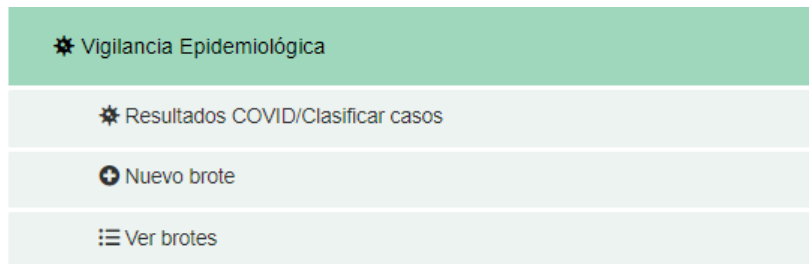 Vigilancia Epidemiológica
Resultados COVID/Clasificar casos
Nuevo brote
Ver brotes